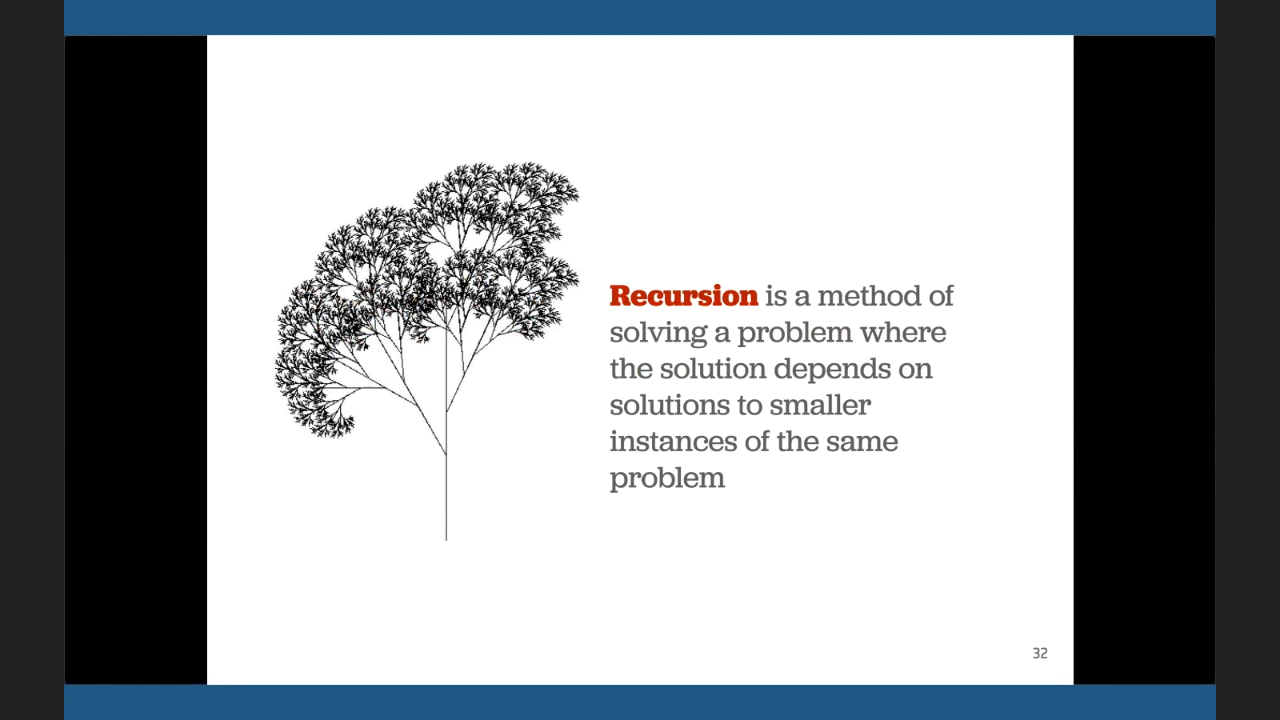 Recursion is a method of
solving a problem where
the solution depends on
solutions to smaller
instances of the same
problem
32